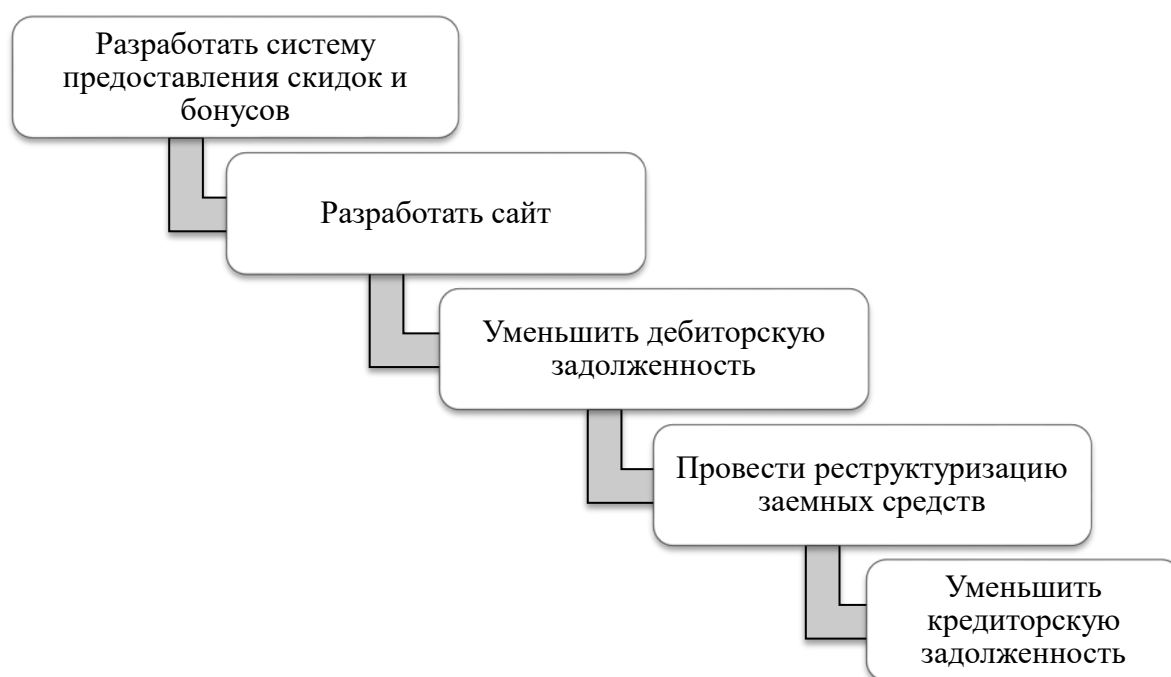 Разработать систему
предоставления скидок и
бонусов
Разработать сайт
Уменьшить дебиторскую
задолженность
Провести реструктуризацию
заемных средств
Уменьшить
кредиторскую
задолженность